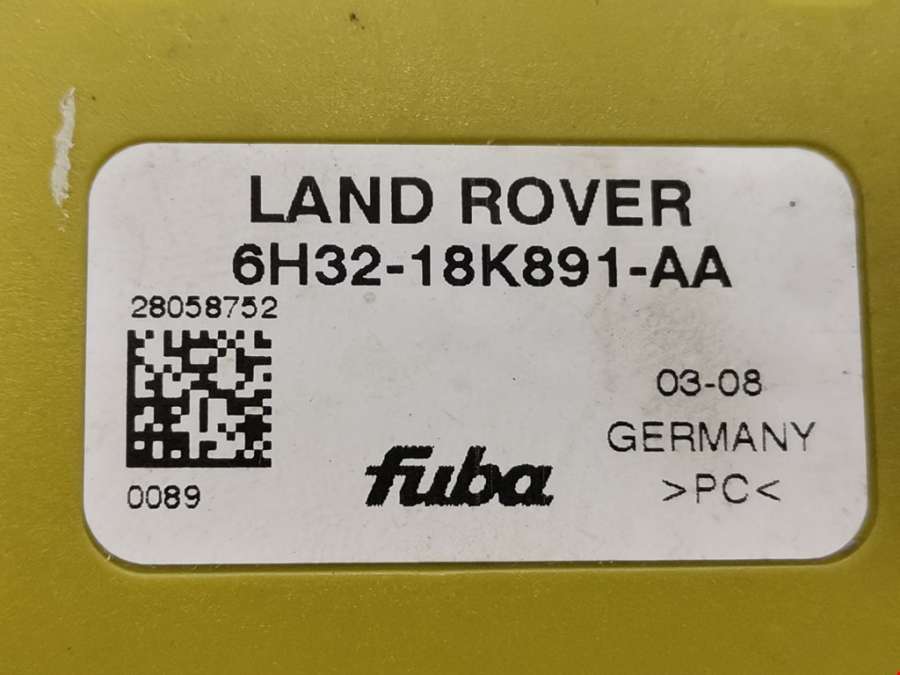 LAND ROVER
6H32-18K891-AA
28058752
03-08
GERMANY
fuba
>PC<
0089